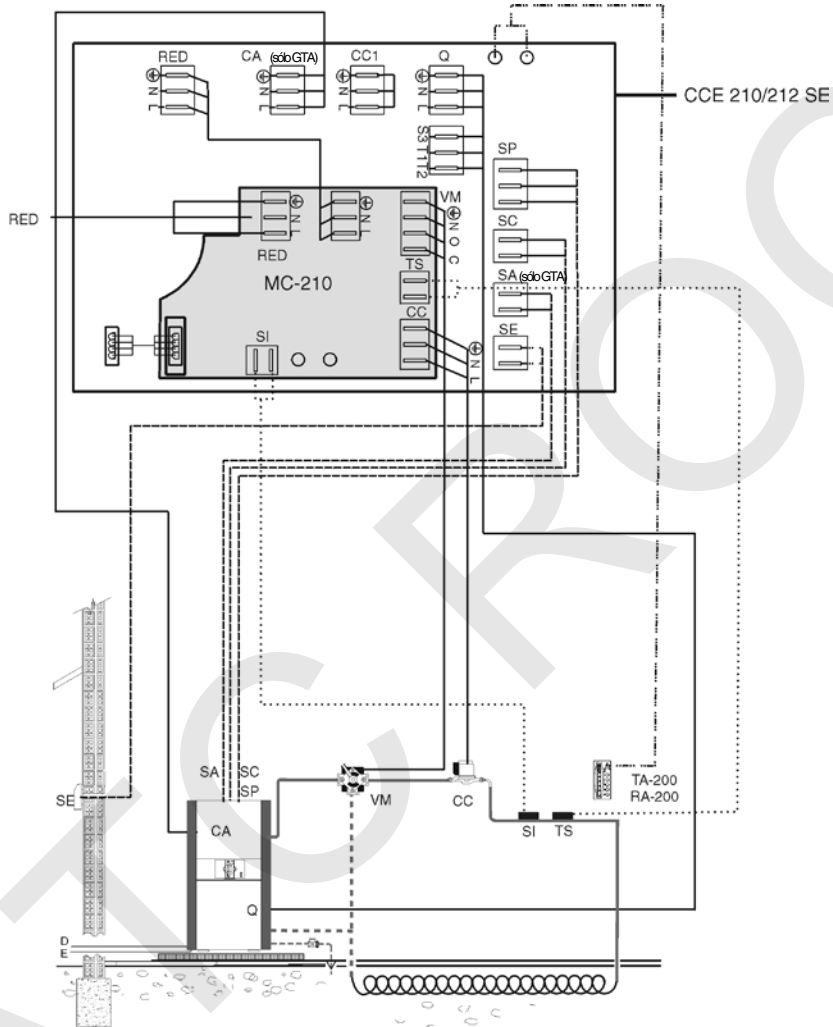 RED
CA (sólo GTA)
CC1
Q
N
L
N
L
N
L
N
L
CCE 210/212 SE
S3 T1 T2
SP
VM
N
O
C
SC
RED
N
L
N
L
RED
TS
SA (sólo GTA)
MC-210
CC
SI
SE
N
L
SA
SC
SP
SE
VM
CC
TA-200
RA-200
CA
SI
TS
Q
D
E
ATC ROC